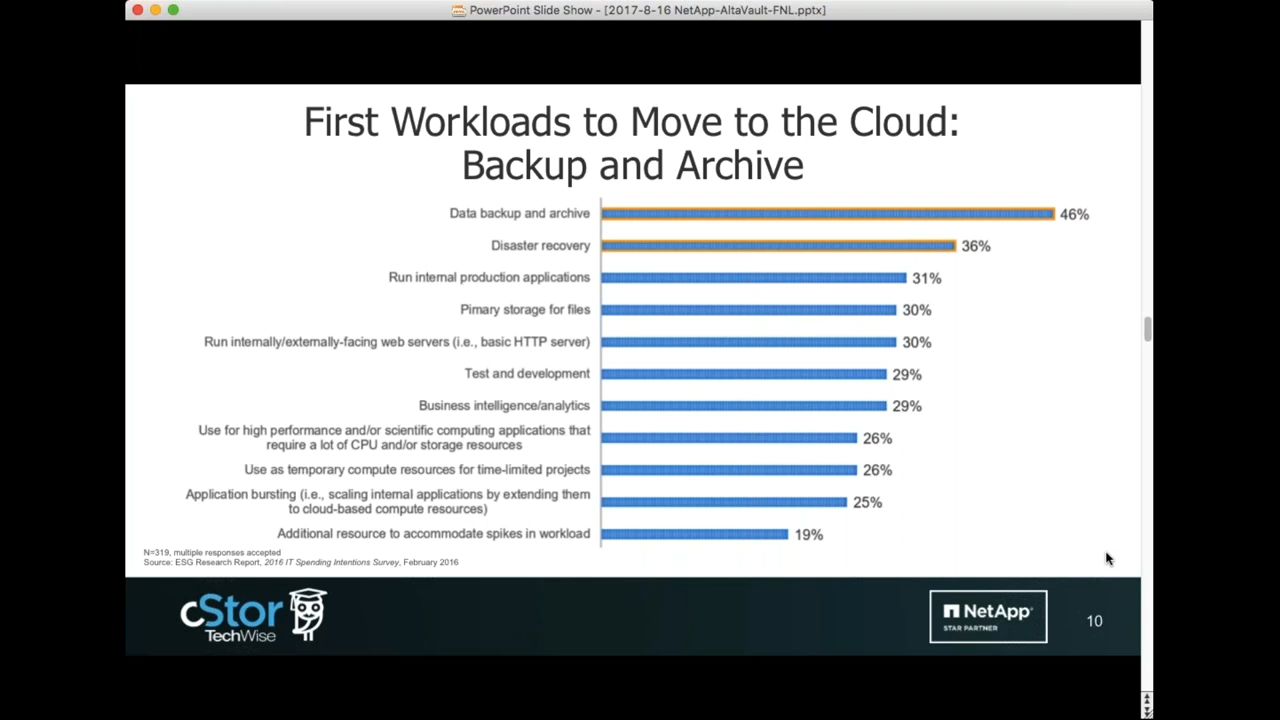 PowerPoint Slide Show - [2017-8-16 NetApp-AltaVault-FNL.pptx]
First Workloads to Move to the Cloud:
Backup and Archive
Data backup and archive 46%
Disaster recovery 36%
Run internal production applications 31%
Pimary storage for files 30%
Run internally/externally-facing web servers (i.e., basic HTTP server) 30%
Test and development 29%
Business intelligence/analytics 29%
Use for high performance and/or scientific computing applications that
require a lot of CPU and/or storage resources 26%
Use as temporary compute resources for time-limited projects 26%
Application bursting (i.e., scaling internal applications by extending them
to cloud-based compute resources) 25%
Additional resource to accommodate spikes in workload 19%
N=319, multiple responses accepted
Source: ESG Research Report, 2016 IT Spending Intentions Survey, February 2016
cStor
TechWise
NetApp
STAR PARTNER
10